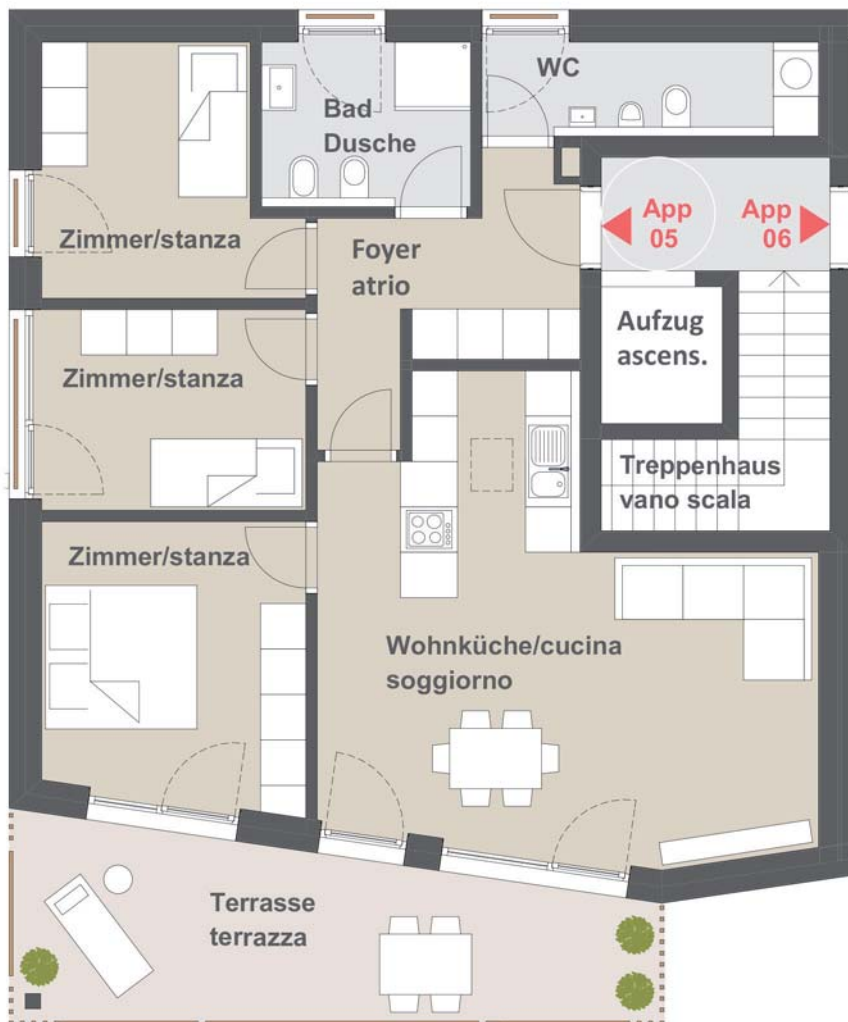 WC
Bad
Dusche
App
05
App
06
Zimmer/stanza
Foyer
atrio
Aufzug
ascens.
Zimmer/stanza
Treppenhaus
vano scala
Zimmer/stanza
Wohnküche/cucina
soggiorno
Terrasse
terrazza